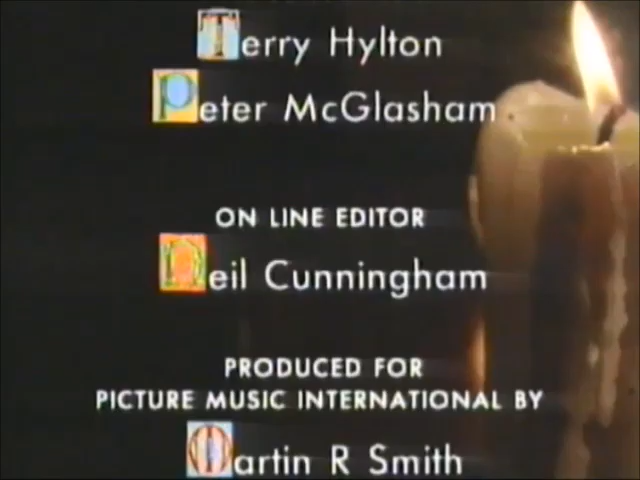 Terry Hylton
Peter McGlasham
ON LINE EDITOR
Neil Cunningham
PRODUCED FOR
PICTURE MUSIC INTERNATIONAL BY
Martin R Smith